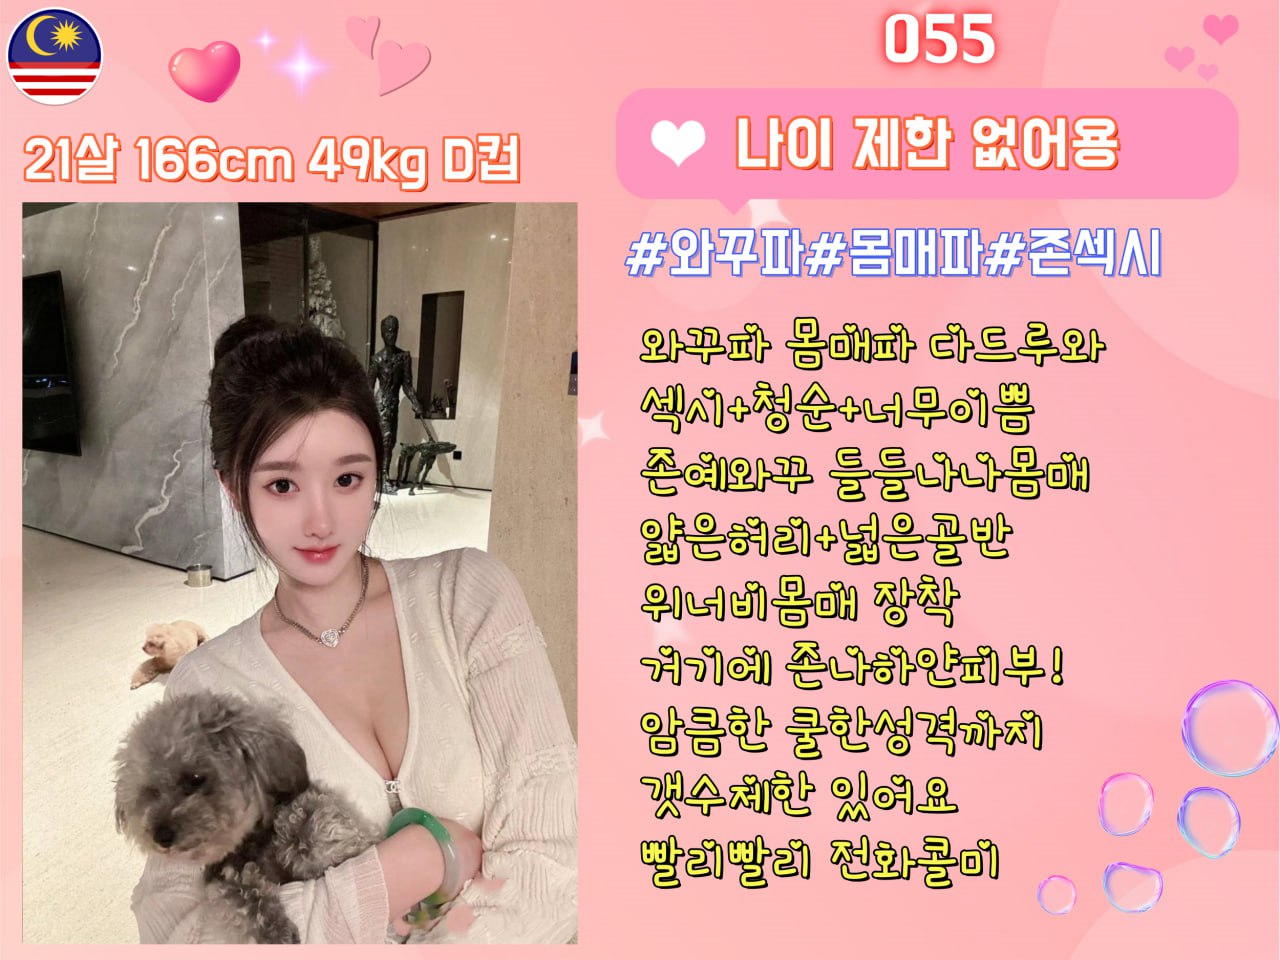 055
21살 166cm 49kg D컵
나이 제한 없어용
#와꾸파#몸매파#존섹시
와꾸파 몸매파 다드루와
섹시+청순+너무이쁨
존예와꾸 들들나나몸매
얇은허리+넓은골반
워너비몸매 장착
거기에 존나하얀피부!
앙큼한 쿨한성격까지
갯수제한 있어요
빨리빨리 전화콜미